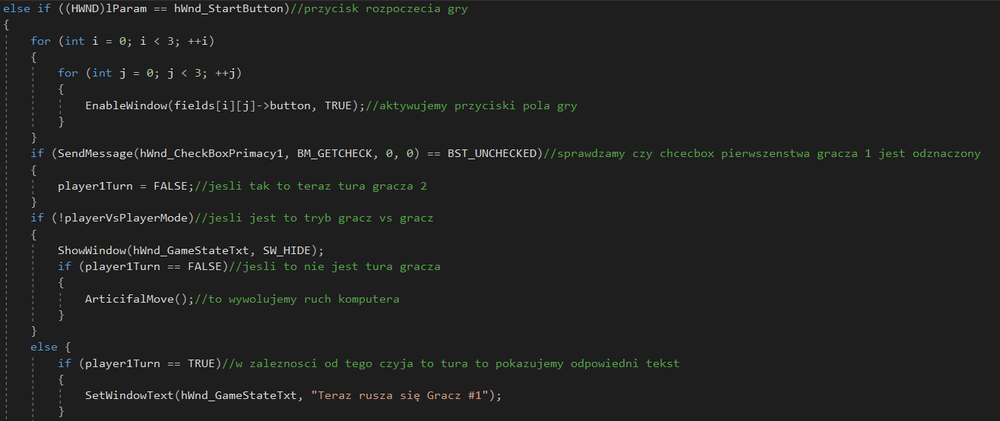 else if ((HWND)lParam == hWnd_StartButton)//przycisk rozpoczecia gry
{
for (int i = 0; i < 3; ++i)
{
for (int j = 0; j < 3; ++j)
{
EnableWindow(fields[i][j]->button, TRUE);//aktywujemy przyciski pola gry
}
}
if (SendMessage(hWnd_CheckBoxPrimacy1, BM_GETCHECK, 0, 0) == BST_UNCHECKED)//sprawdzamy czy chcecbox pierwszenstwa gracza 1 jest odznaczony
{
player1Turn = FALSE;//jesli tak to teraz tura gracza 2
}
if (!playerVsPlayerMode)//jesli jest to tryb gracz vs gracz
{
ShowWindow(hWnd_GameStateTxt, SW_HIDE);
if (player1Turn == FALSE)//jesli to nie jest tura gracza
{
ArticifalMove();//to wywolujemy ruch komputera
}
}
else {
if (player1Turn == TRUE)//w zaleznosci od tego czyja to tura to pokazujemy odpowiedni tekst
{
SetWindowText(hWnd_GameStateTxt, "Teraz rusza się Gracz #1");
}